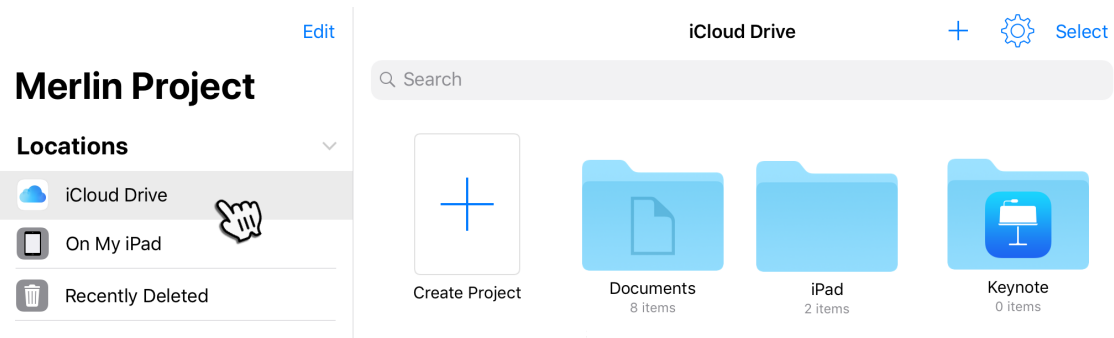 Edit
Merlin Project
Locations
iCloud Drive
On My iPad
Recently Deleted
iCloud Drive
Select
Search
Create Project
Documents
8 items
iPad
2 items
Keynote
0 items